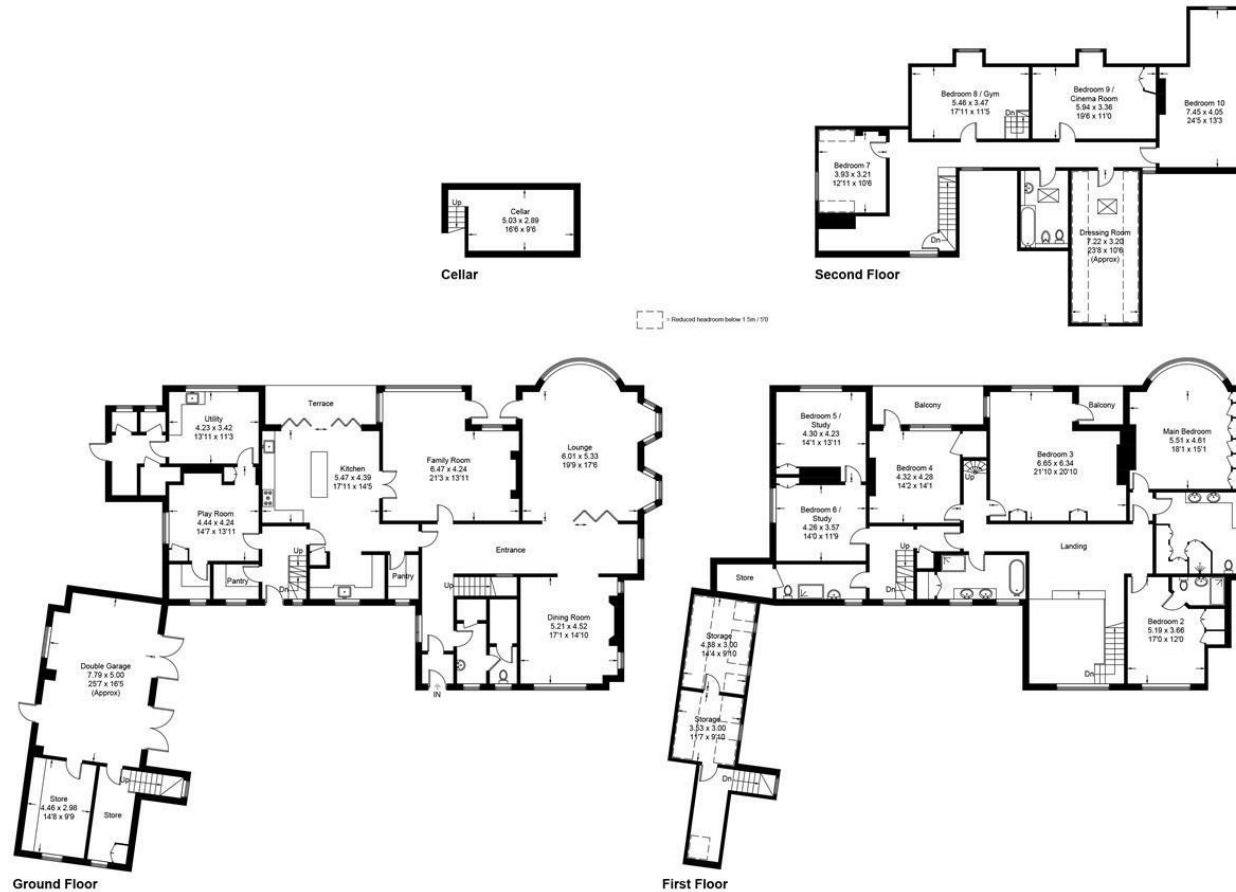 Bedroom 8 / Gym
5.46 x 3.47
17'11 x 11'5
Dn
Bedroom 9 /
Cinema Room
5.94 x 3.36
19'6 x 11'0
Bedroom 10
7.45 x 4.05
24'5 x 13'3
Bedroom 7
3.93 x 3.21
12'11 x 10'6
Dn
Dressing Room
7.22 x 3.20
23'8 x 10'6
(Approx)
Second Floor
Up
Cellar
5.03 x 2.89
16'6 x 9'6
Cellar
= Reduced headroom below 1.5m / 5'0
Utility
4.23 x 3.42
13'11 x 11'3
Terrace
Kitchen
5.47 x 4.39
17'11 x 14'5
Family Room
6.47 x 4.24
21'3 x 13'11
Lounge
6.01 x 5.33
19'9 x 17'6
Play Room
4.44 x 4.24
14'7 x 13'11
Pantry
Up
Dn
Pantry
Entrance
Up
Dining Room
5.21 x 4.52
17'1 x 14'10
IN
Double Garage
7.79 x 5.00
25'7 x 16'5
(Approx)
Up
Store
4.46 x 2.98
14'8 x 9'9
Store
Ground Floor
Bedroom 5 /
Study
4.30 x 4.23
14'1 x 13'11
Balcony
Balcony
Main Bedroom
5.51 x 4.61
18'1 x 15'1
Bedroom 4
4.32 x 4.28
14'2 x 14'1
Up
Bedroom 3
6.65 x 6.34
21'10 x 20'10
Bedroom 6 /
Study
4.26 x 3.57
14'0 x 11'9
Up
Dn
Landing
Store
Bedroom 2
5.19 x 3.66
17'0 x 12'0
Dn
Storage
4.38 x 3.00
14'4 x 9'10
Storage
3.53 x 3.00
11'7 x 9'10
Dn
First Floor